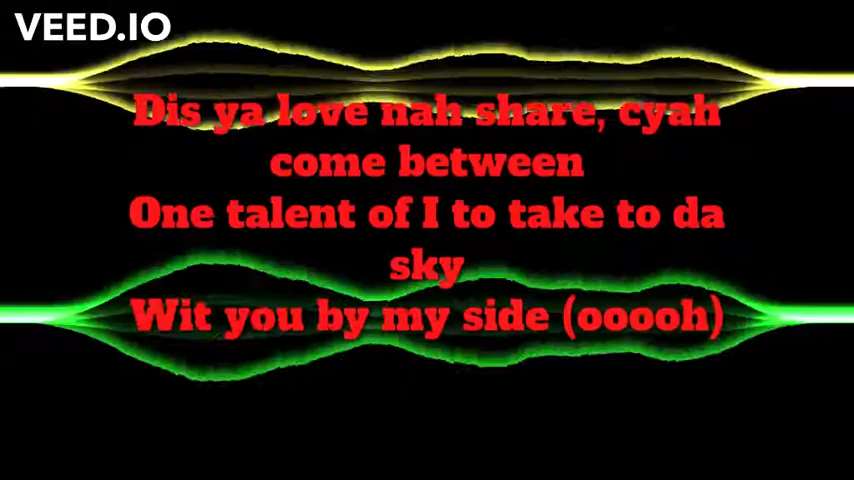 VEED.IO
Dis ya love nah share, cyah
come between
One talent of I to take to da
sky
Wit you by my side (ooooh)